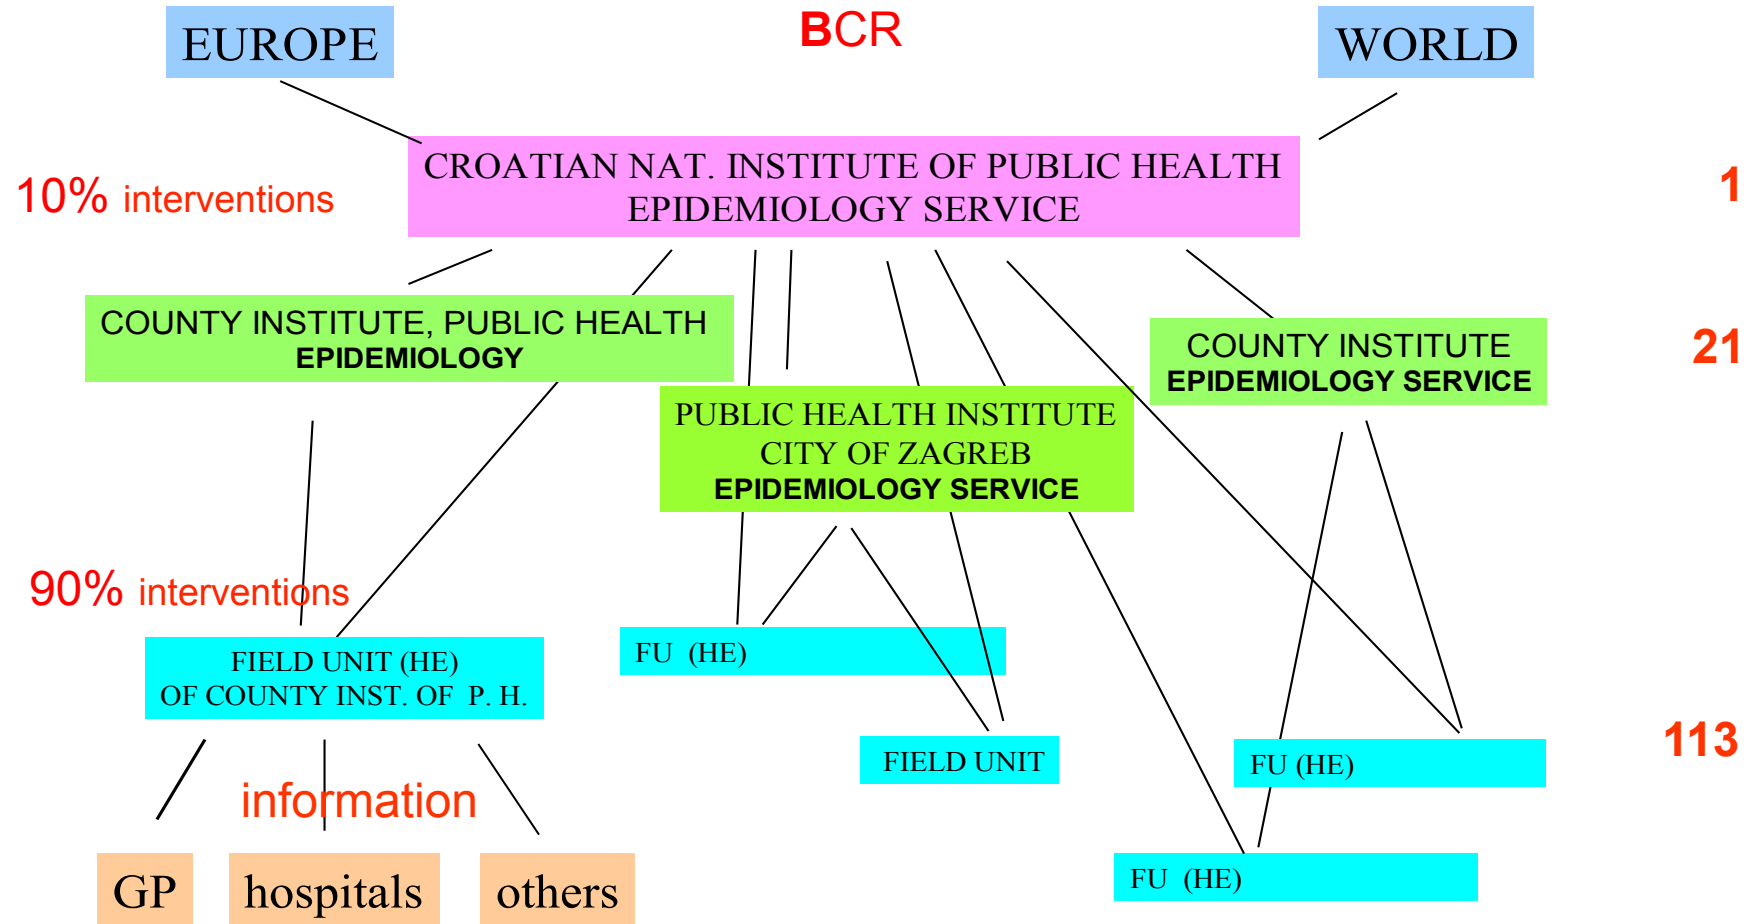 BCR
EUROPE
WORLD
CROATIAN NAT. INSTITUTE OF PUBLIC HEALTH
EPIDEMIOLOGY SERVICE
10% interventions
1
COUNTY INSTITUTE, PUBLIC HEALTH
EPIDEMIOLOGY
COUNTY INSTITUTE
EPIDEMIOLOGY SERVICE
21
PUBLIC HEALTH INSTITUTE
CITY OF ZAGREB
EPIDEMIOLOGY SERVICE
90% interventions
FIELD UNIT (HE)
OF COUNTY INST. OF P. H.
FU (HE)
FIELD UNIT
FU (HE)
113
information
FU (HE)
GP
hospitals
others